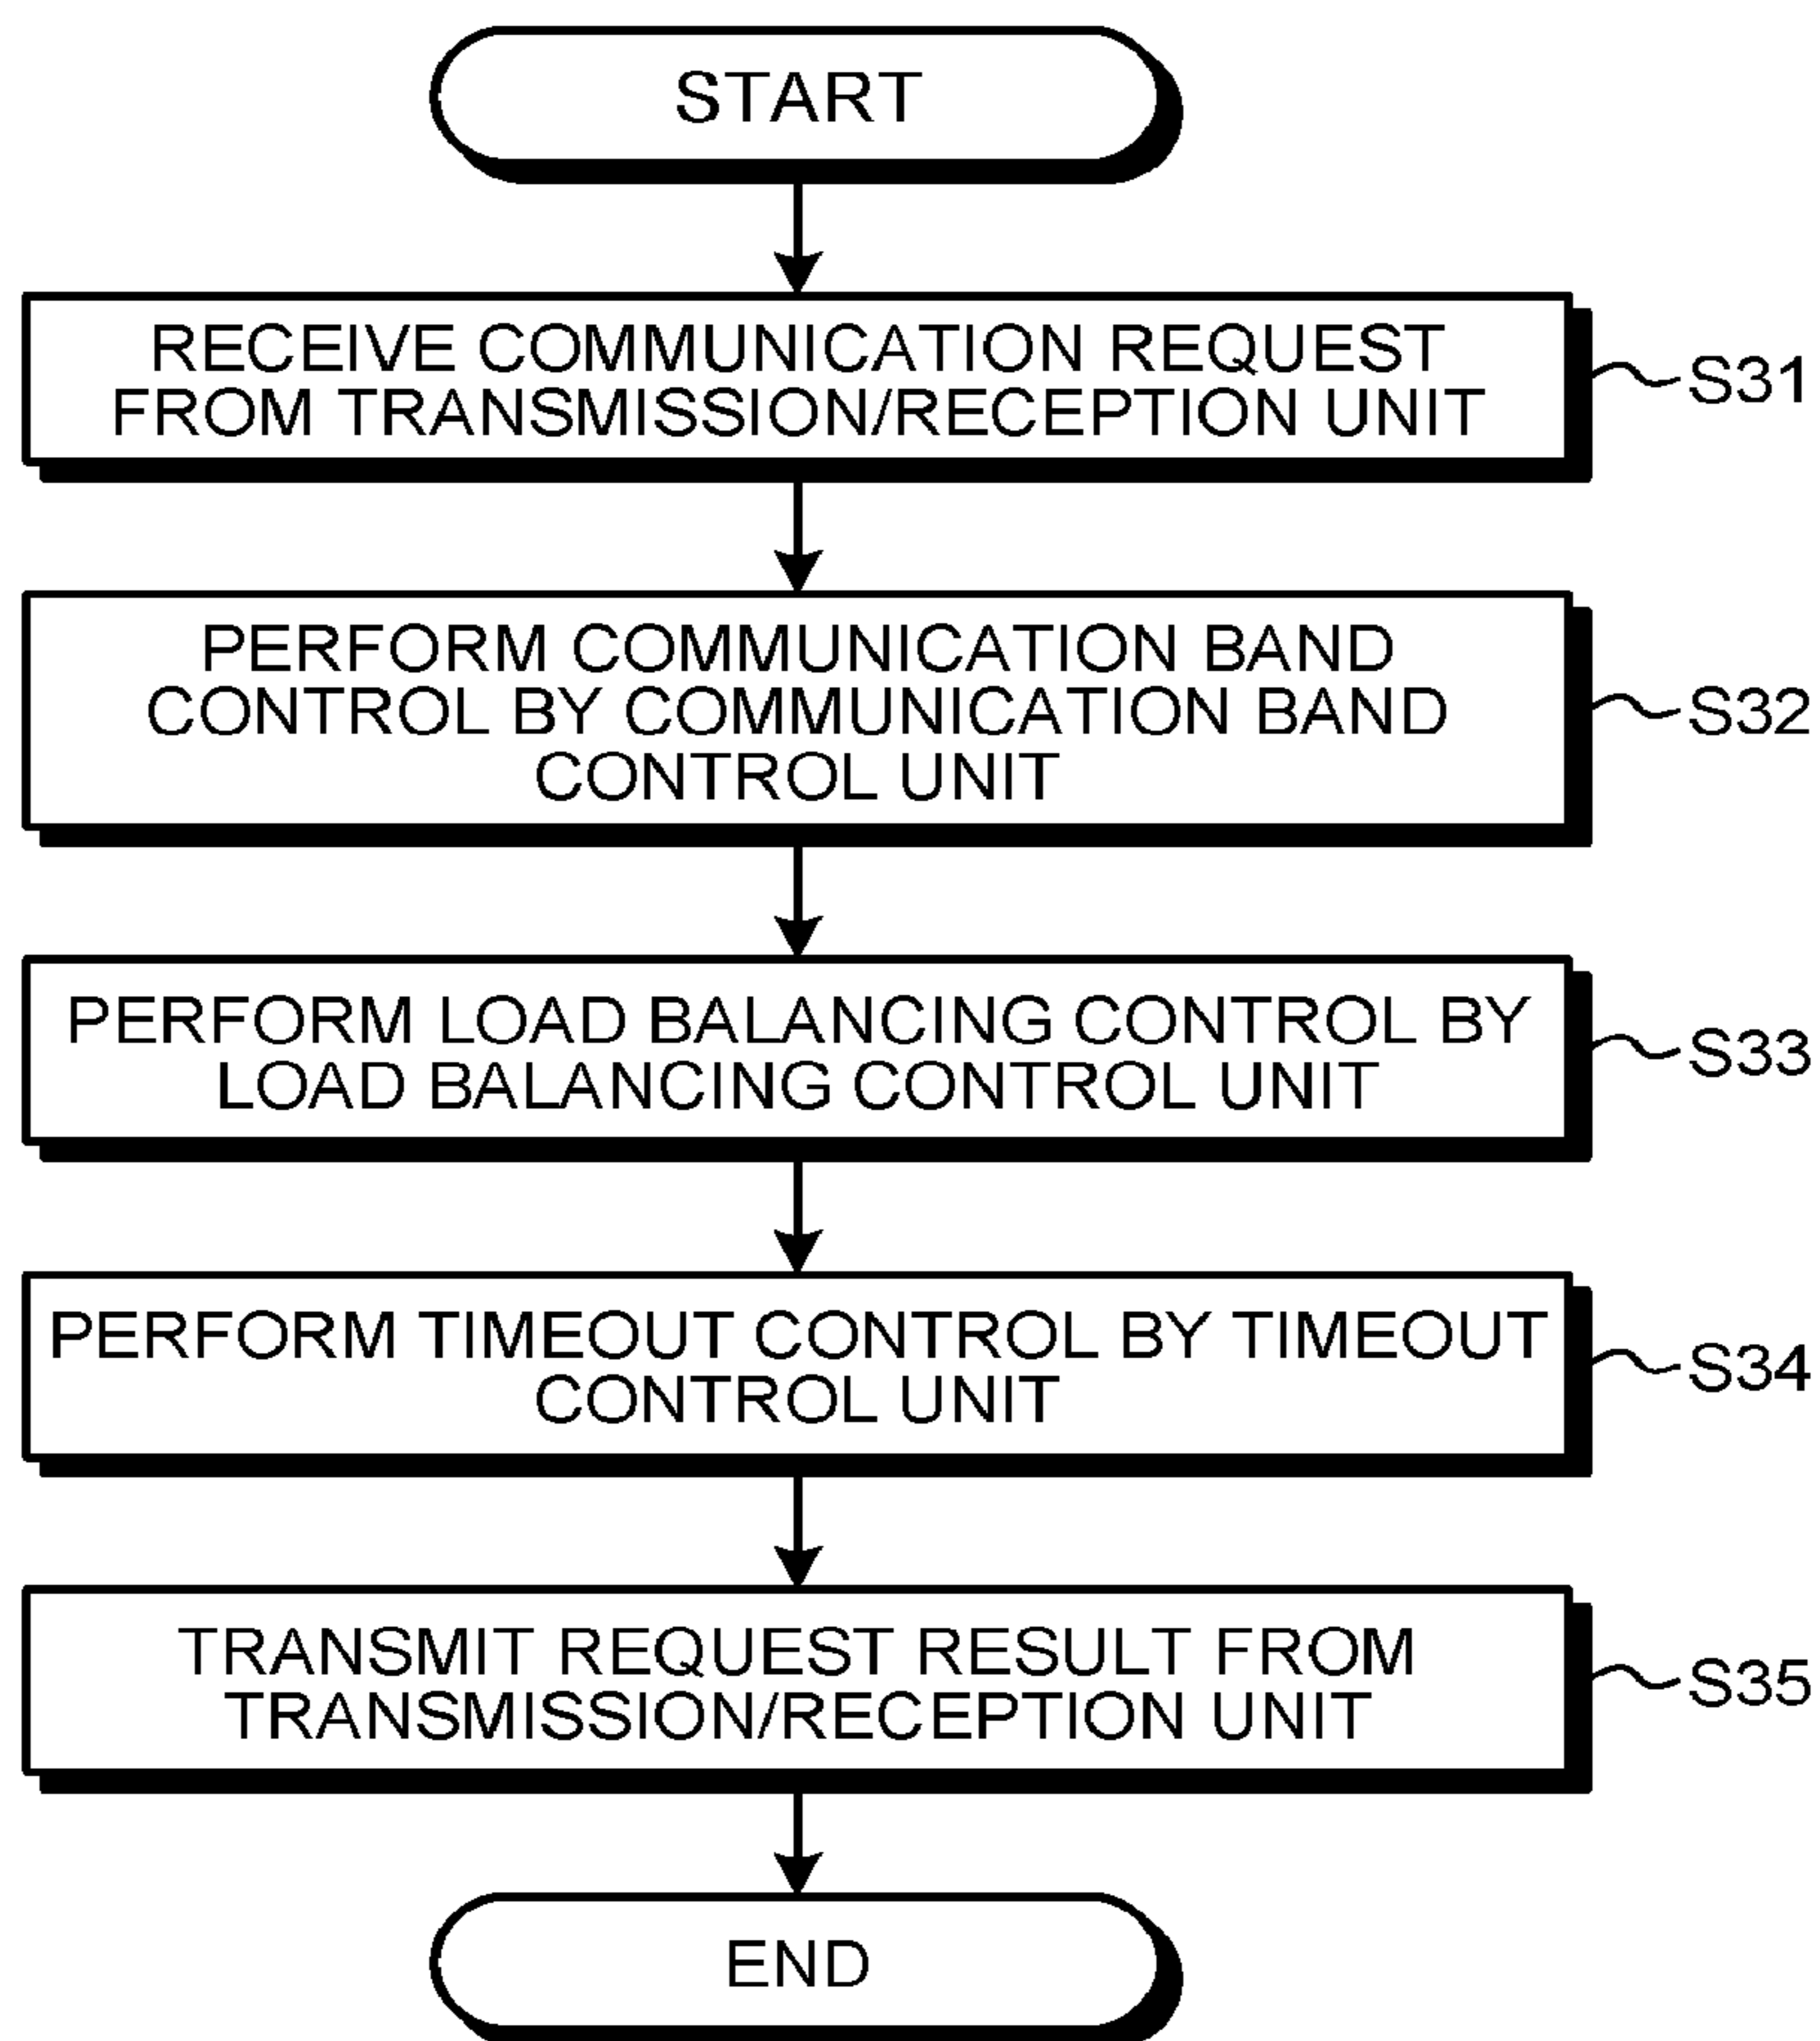 START
RECEIVE COMMUNICATION REQUEST
FROM TRANSMISSION/RECEPTION UNIT
S31
PERFORM COMMUNICATION BAND
CONTROL BY COMMUNICATION BAND
CONTROL UNIT
S32
PERFORM LOAD BALANCING CONTROL BY
LOAD BALANCING CONTROL UNIT
S33
PERFORM TIMEOUT CONTROL BY TIMEOUT
CONTROL UNIT
S34
TRANSMIT REQUEST RESULT FROM
TRANSMISSION/RECEPTION UNIT
S35
END